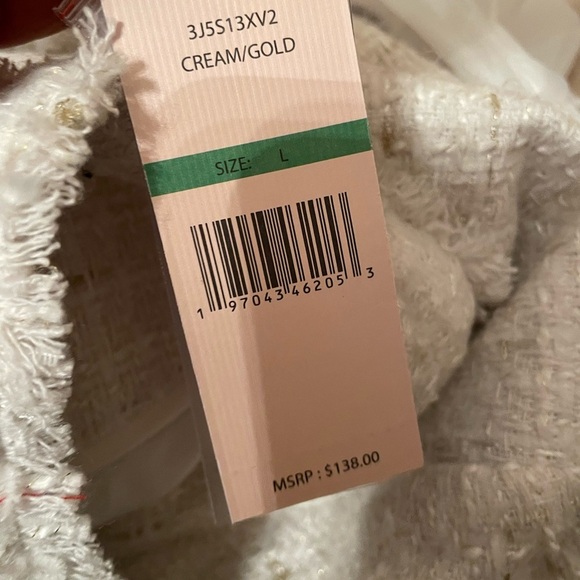 3J5S13XV2
CREAM/GOLD
SIZE: L
1 97043 46205 3
MSRP : $138.00